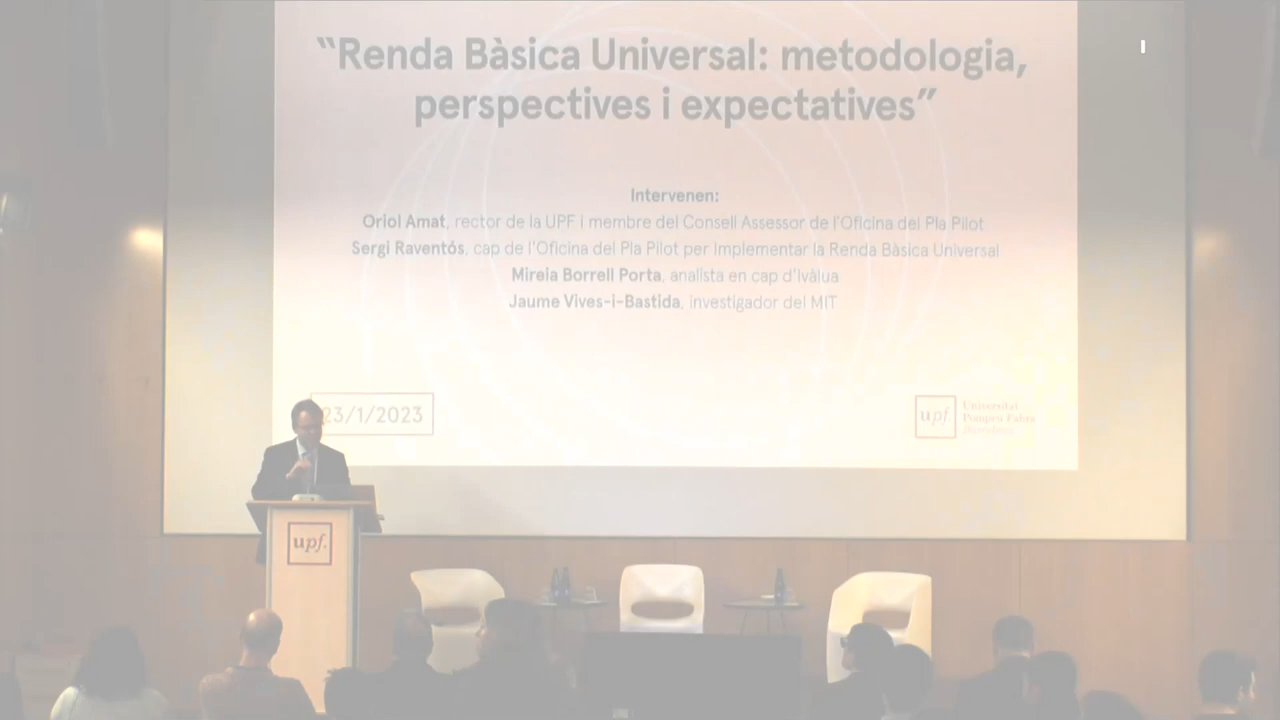 “Renda Bàsica Universal: metodologia,
perspectives i expectatives”
Intervenen:
Oriol Amat, rector de la UPF i membre del Consell Assessor de l'Oficina del Pla Pilot
Sergi Raventós, cap de l'Oficina del Pla Pilot per Implementar la Renda Bàsica Universal
Mireia Borrell Porta, analista en cap d'Ivàlua
Jaume Vives-i-Bastida, investigador del MIT
23/1/2023
upf.
Universitat
Pompeu Fabra
Barcelona
upf.